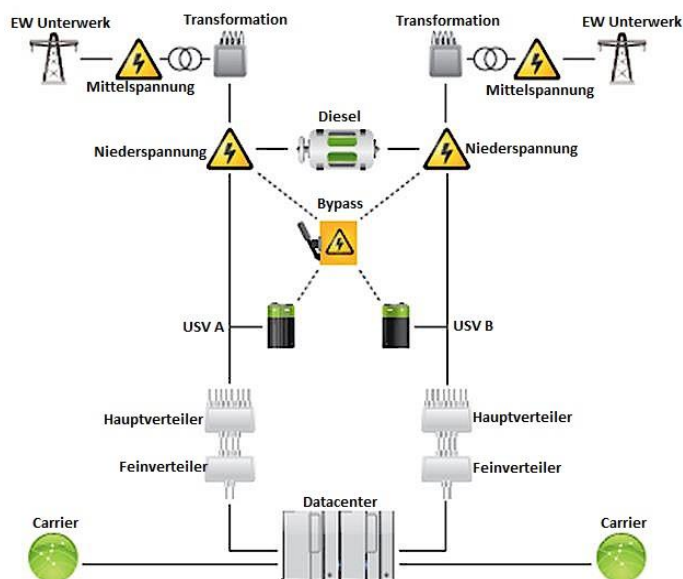 EW Unterwerk
Transformation
Transformation
EW Unterwerk
Mittelspannung
Mittelspannung
Diesel
Niederspannung
Niederspannung
Bypass
USV A
USV B
Hauptverteiler
Hauptverteiler
Feinverteiler
Feinverteiler
Datacenter
Carrier
Carrier